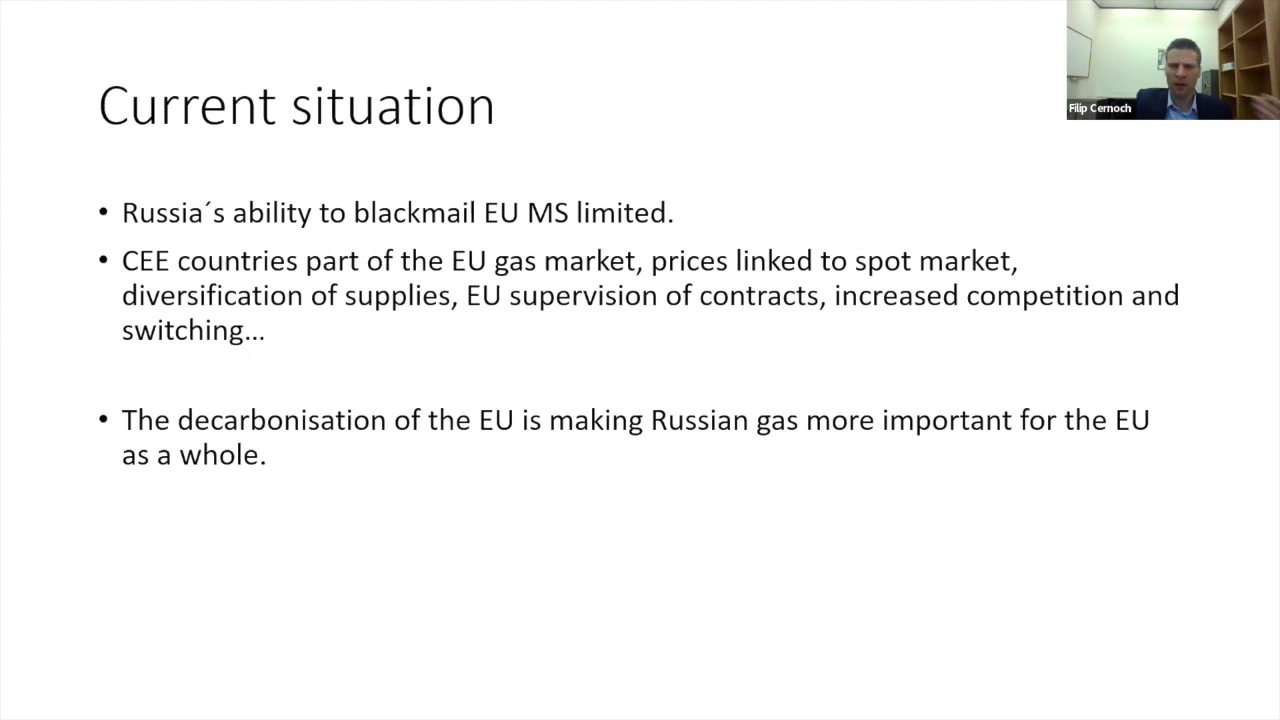 Filip Cernoch
Current situation
• Russia´s ability to blackmail EU MS limited.
• CEE countries part of the EU gas market, prices linked to spot market,
diversification of supplies, EU supervision of contracts, increased competition and
switching...
• The decarbonisation of the EU is making Russian gas more important for the EU
as a whole.